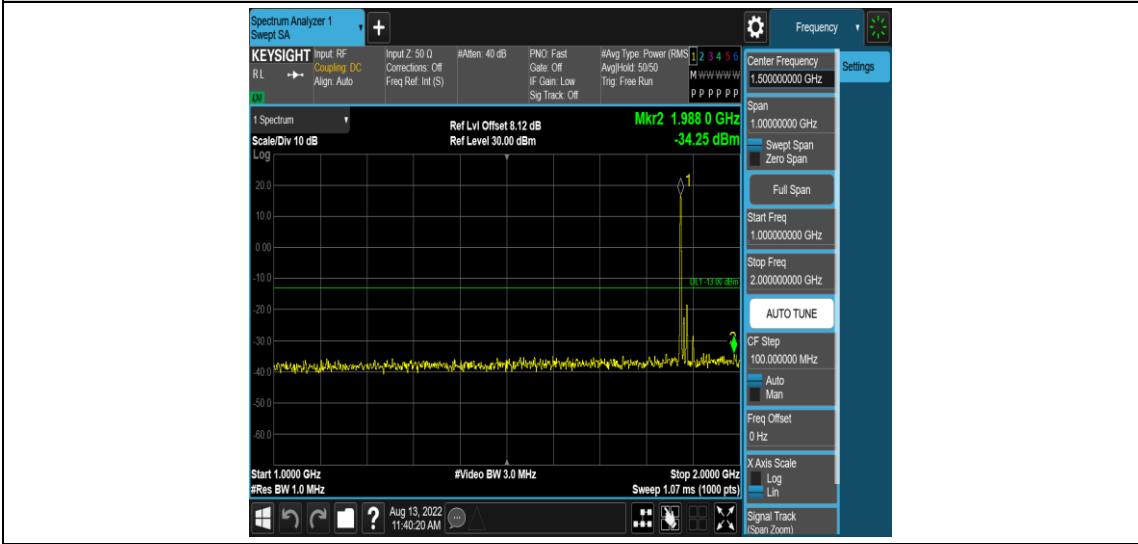 Spectrum Analyzer 1
Swept SA
+
Frequency
KEYSIGHT
RL
Input: RF
Coupling: DC
Align: Auto
Input Z: 50 Ω
Corrections: Off
Freq Ref: Int (S)
#Atten: 40 dB
PNO: Fast
Gate: Off
IF Gain: Low
Sig Track: Off
#Avg Type: Power (RMS
Avg|Hold: 50/50
Trig: Free Run
1 2 3 4 5 6
M W W W W W
P P P P P P
1 Spectrum
Scale/Div 10 dB
Log
Ref Lvl Offset 8.12 dB
Ref Level 30.00 dBm
Mkr2 1.988 0 GHz
-34.25 dBm
20.0
10.0
0.00
-10.0
-20.0
-30.0
-40.0
-50.0
-60.0
1
DL1 -13.00 dBm
2
Start 1.0000 GHz
#Res BW 1.0 MHz
#Video BW 3.0 MHz
Stop 2.0000 GHz
Sweep 1.07 ms (1000 pts)
?
Aug 13, 2022
11:40:20 AM
Center Frequency
1.500000000 GHz
Settings
Span
1.00000000 GHz
Swept Span
Zero Span
Full Span
Start Freq
1.000000000 GHz
Stop Freq
2.000000000 GHz
AUTO TUNE
CF Step
100.000000 MHz
Auto
Man
Freq Offset
0 Hz
X Axis Scale
Log
Lin
Signal Track
(Span Zoom)